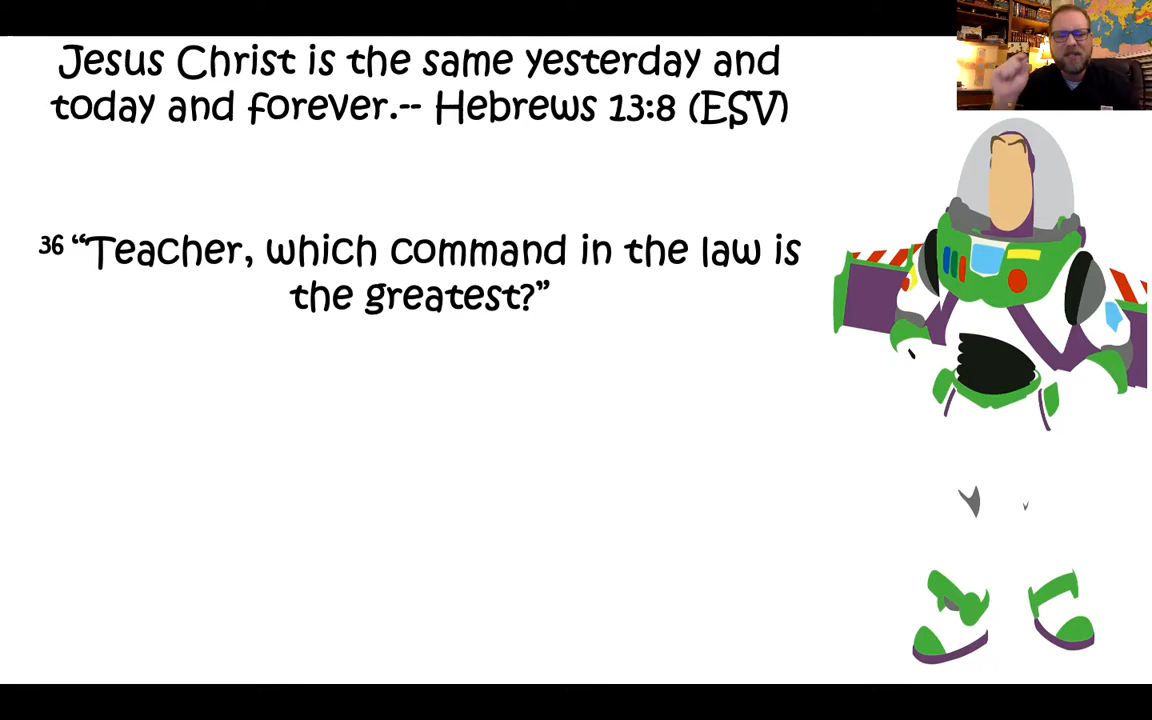 Jesus Christ is the same yesterday and
today and forever.-- Hebrews 13:8 (ESV)
36 “Teacher, which command in the law is
the greatest?”